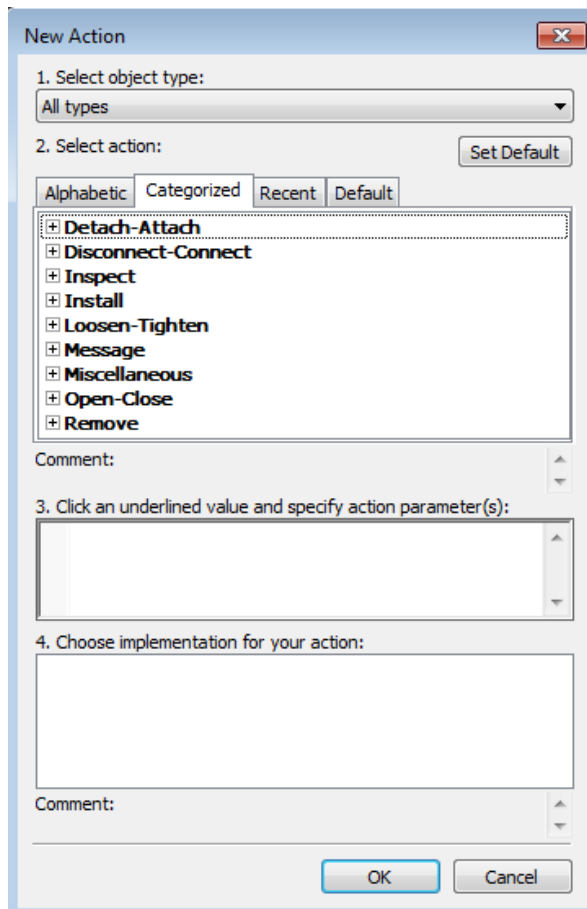 New Action
1. Select object type:
All types
2. Select action:
Set Default
Alphabetic Categorized Recent Default
Detach-Attach
Disconnect-Connect
Inspect
Install
Loosen-Tighten
Message
Miscellaneous
Open-Close
Remove
Comment:
3. Click an underlined value and specify action parameter(s):
4. Choose implementation for your action:
Comment:
OK Cancel